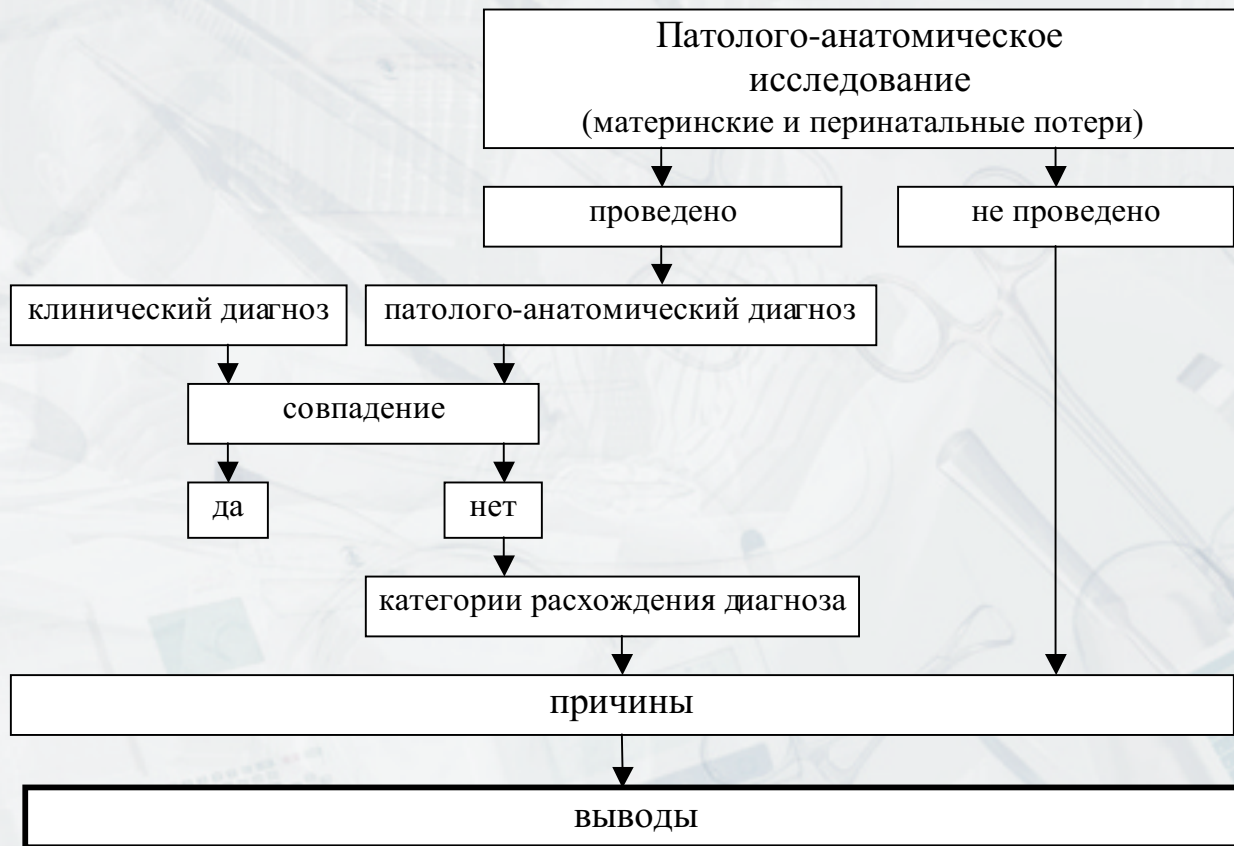 Патолого-анатомическое
исследование
(материнские и перинатальные потери)
проведено
не проведено
клинический диагноз
патолого-анатомический диагноз
совпадение
да
нет
категории расхождения диагноза
причины
выводы